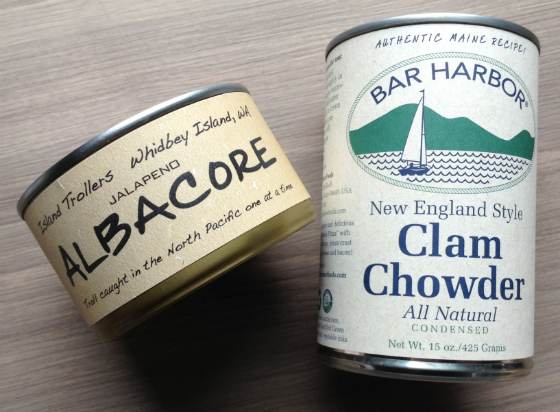 Island Trollers Whidbey Island, WA
JALAPENO
ALBACORE
Troll caught in the North Pacific one at a time
AUTHENTIC MAINE RECIPE!
BAR HARBOR®
New England Style
Clam
Chowder
All Natural
CONDENSED
Net Wt. 15 oz./425 Grams